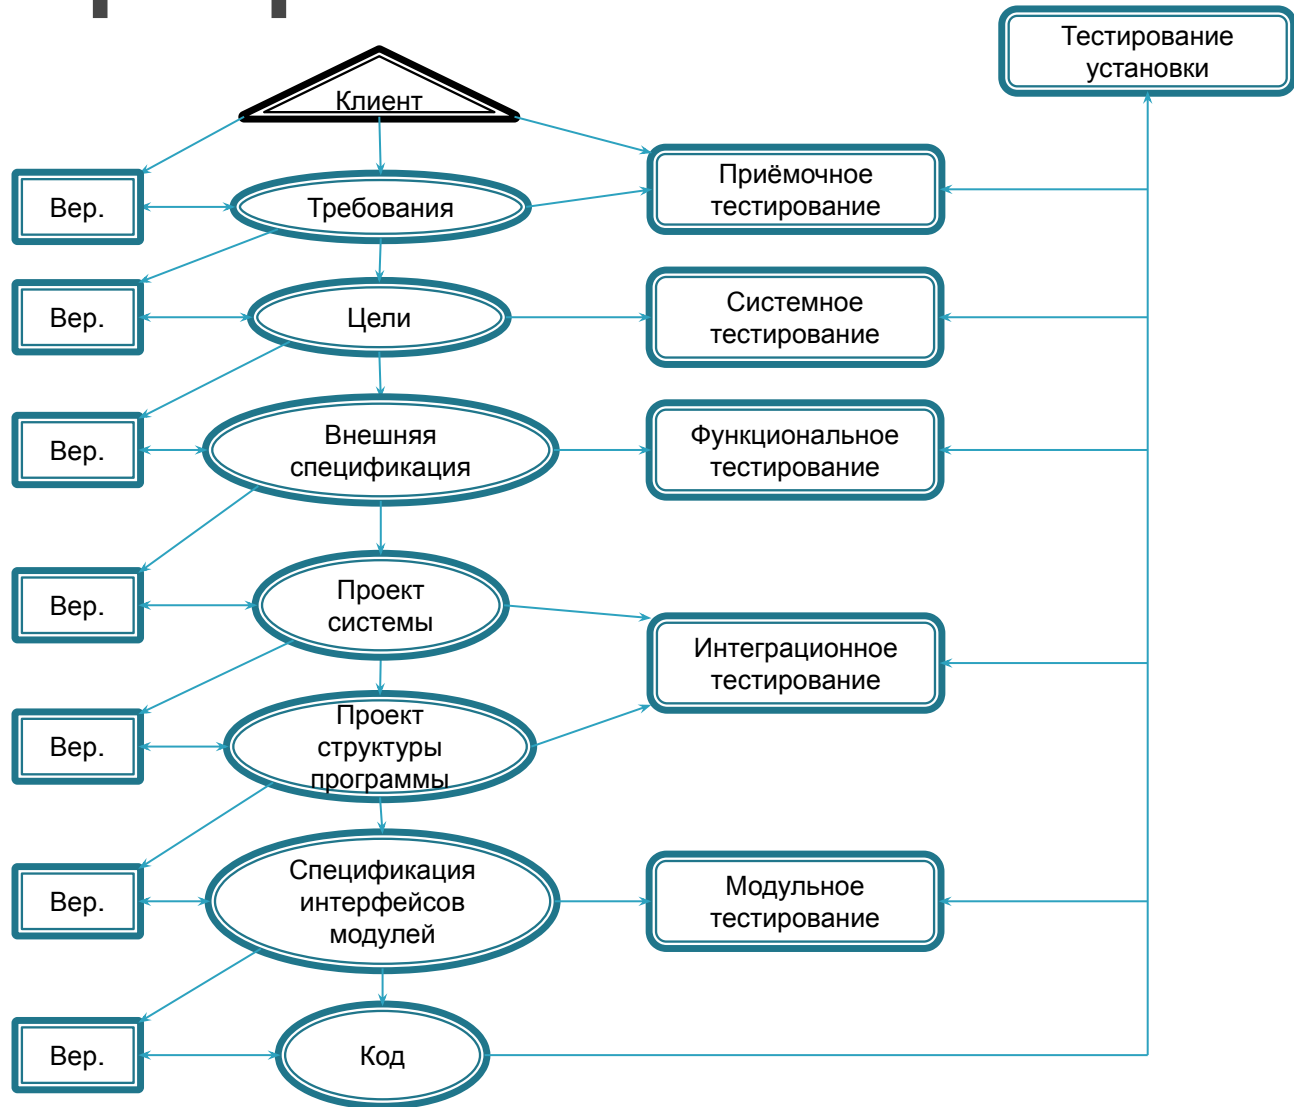 Тестирование
установки
Клиент
Вер.
Требования
Приёмочное
тестирование
Вер.
Цели
Системное
тестирование
Вер.
Внешняя
спецификация
Функциональное
тестирование
Вер.
Проект
системы
Интеграционное
тестирование
Вер.
Проект
структуры
программы
Вер.
Спецификация
интерфейсов
модулей
Модульное
тестирование
Вер.
Код